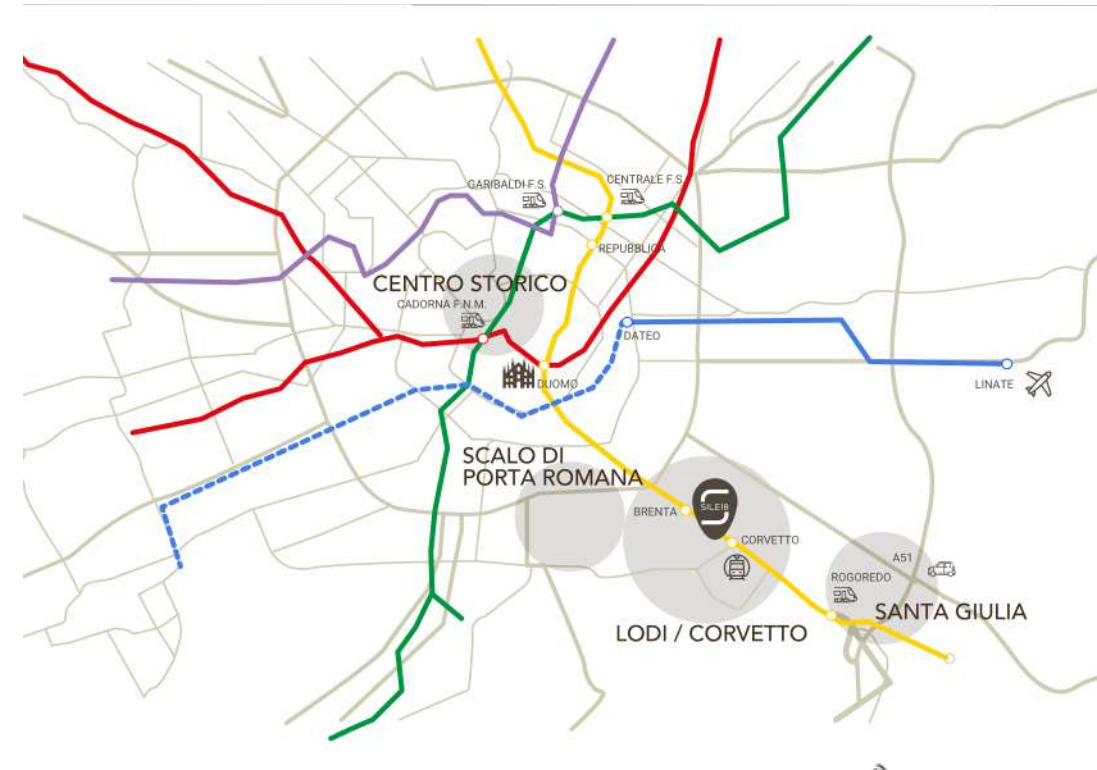 GARIBALDI F.S.
CENTRALE F.S.
REPUBBLICA
CENTRO STORICO
CADORNA F.N.M.
DATEO
DUOMO
LINATE
SCALO DI
PORTA ROMANA
BRENTA
SILE18
CORVETTO
A51
ROGOREDO
SANTA GIULIA
LODI / CORVETTO